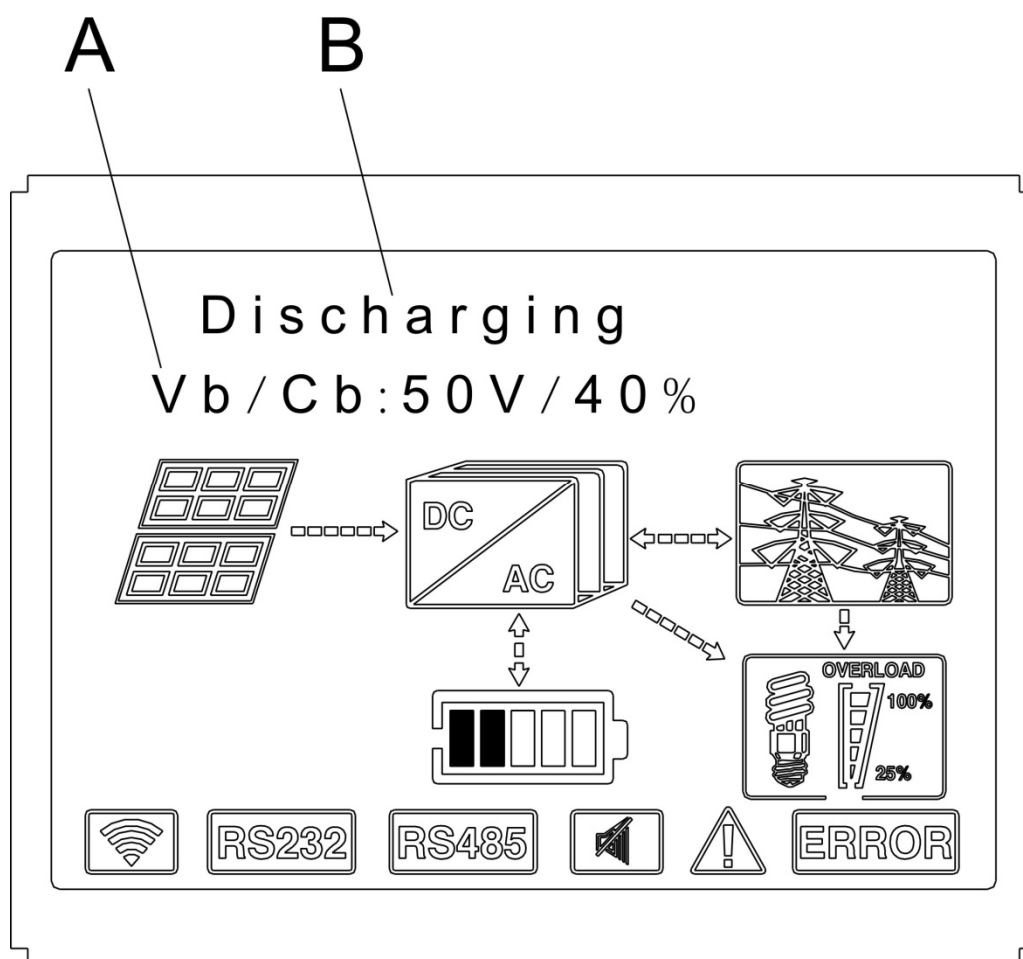 A B
Discharging
Vb/Cb:50V/40%
DC
AC
OVERLOAD
100%
25%
RS232 RS485 ERROR